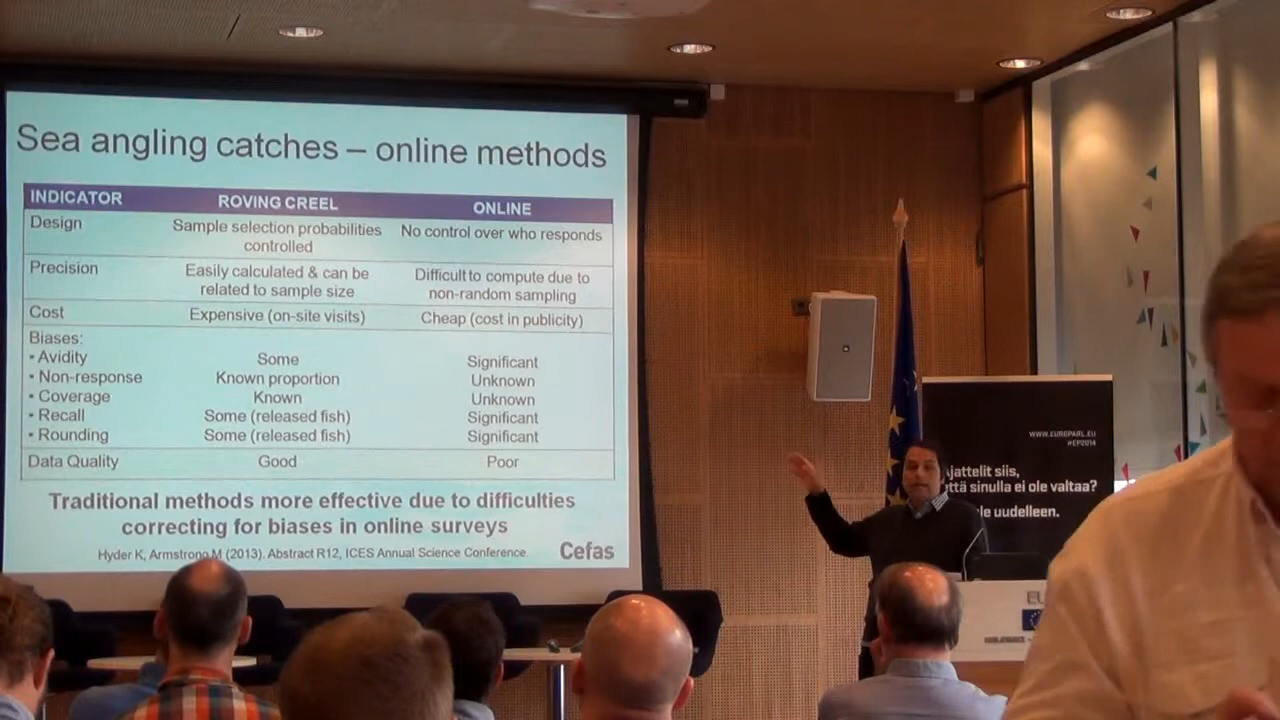 Sea angling catches – online methods
INDICATOR ROVING CREEL ONLINE
Design Sample selection probabilities controlled No control over who responds
Precision Easily calculated & can be related to sample size Difficult to compute due to non-random sampling
Cost Expensive (on-site visits) Cheap (cost in publicity)
Biases:
• Avidity Some Significant
• Non-response Known proportion Unknown
• Coverage Known Unknown
• Recall Some (released fish) Significant
• Rounding Some (released fish) Significant
Data Quality Good Poor
Traditional methods more effective due to difficulties
correcting for biases in online surveys
Hyder K, Armstrong M (2013). Abstract R12, ICES Annual Science Conference.
Cefas
WWW.EUROPARL.EU
#EP2014
jattelit siis,
ttä sinulla ei ole valtaa?
le uudelleen.
EU